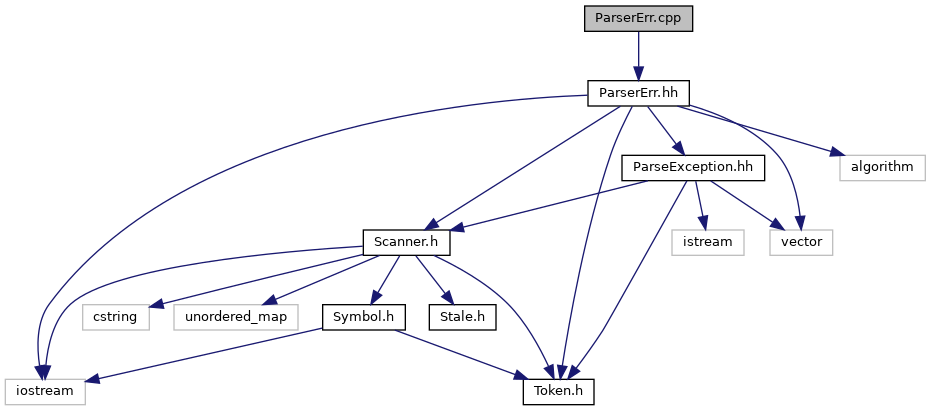 ParserErr.cpp
ParserErr.hh
ParseException.hh
algorithm
Scanner.h
istream
vector
cstring
unordered_map
Symbol.h
Stale.h
iostream
Token.h